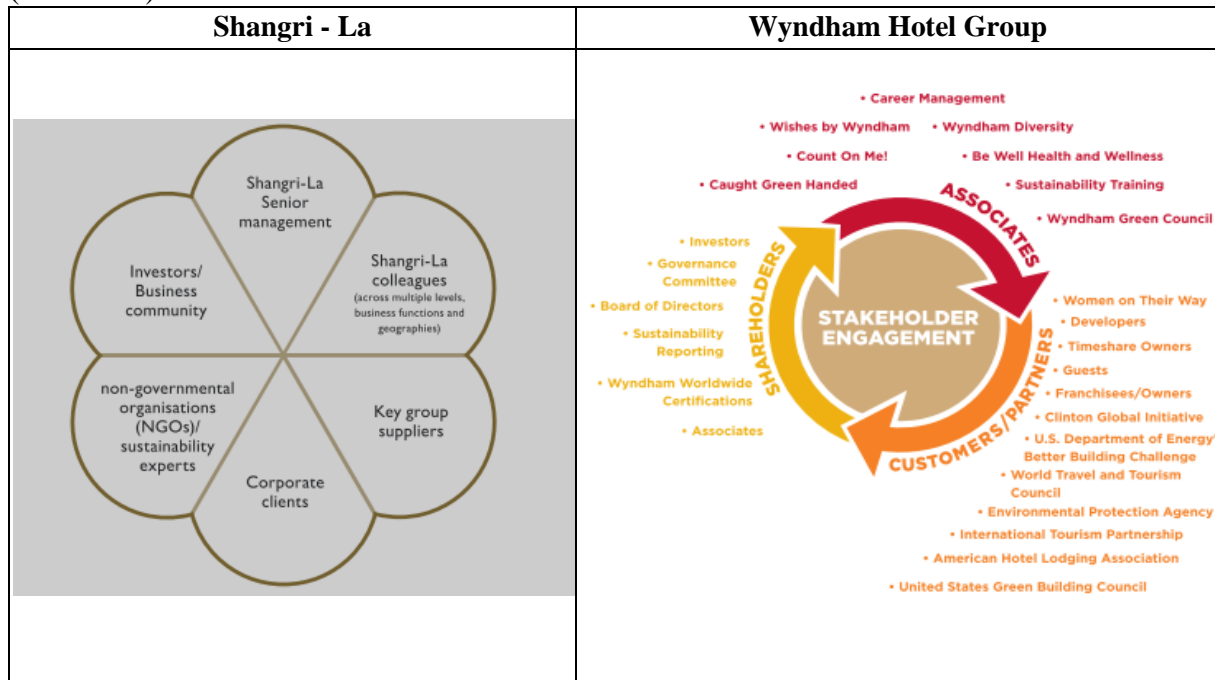 Shangri - La
Wyndham Hotel Group
Shangri-La
Senior
management
Shangri-La
colleagues
(across multiple levels,
business functions and
geographies)
Key group
suppliers
Corporate
clients
non-governmental
organisations
(NGOs)/
sustainability
experts
Investors/
Business
community
• Career Management
• Wishes by Wyndham
• Wyndham Diversity
• Count On Me!
• Be Well Health and Wellness
• Caught Green Handed
• Sustainability Training
• Wyndham Green Council
ASSOCIATES
• Women on Their Way
• Developers
• Timeshare Owners
• Guests
• Franchisees/Owners
• Clinton Global Initiative
• U.S. Department of Energy'
Better Building Challenge
• World Travel and Tourism
Council
• Environmental Protection Agency
• International Tourism Partnership
• American Hotel Lodging Association
• United States Green Building Council
CUSTOMERS/PARTNERS
• Investors
• Governance
Committee
• Board of Directors
• Sustainability
Reporting
• Wyndham Worldwide
Certifications
• Associates
SHAREHOLDERS
STAKEHOLDER
ENGAGEMENT